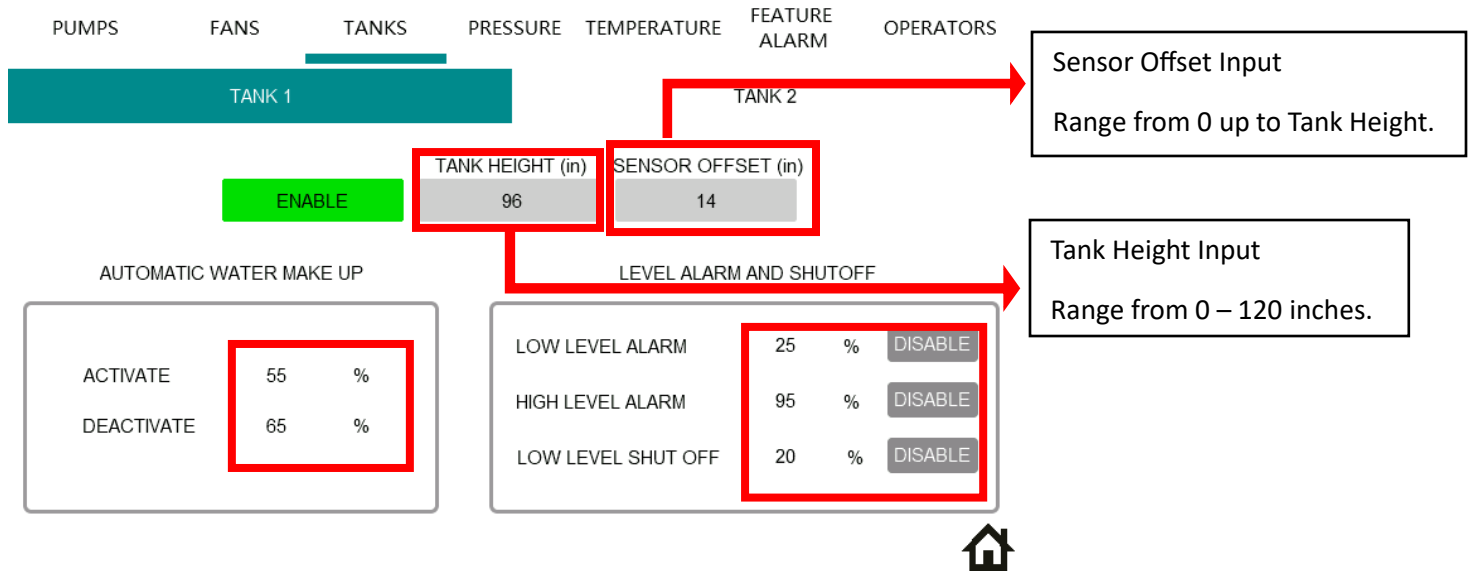 PUMPS FANS TANKS PRESSURE TEMPERATURE FEATURE ALARM OPERATORS
TANK 1 TANK 2
Sensor Offset Input
Range from 0 up to Tank Height.
TANK HEIGHT (in) SENSOR OFFSET (in)
ENABLE 96 14
Tank Height Input
Range from 0 – 120 inches.
AUTOMATIC WATER MAKE UP
ACTIVATE 55 %
DEACTIVATE 65 %
LEVEL ALARM AND SHUTOFF
LOW LEVEL ALARM 25 % DISABLE
HIGH LEVEL ALARM 95 % DISABLE
LOW LEVEL SHUT OFF 20 % DISABLE